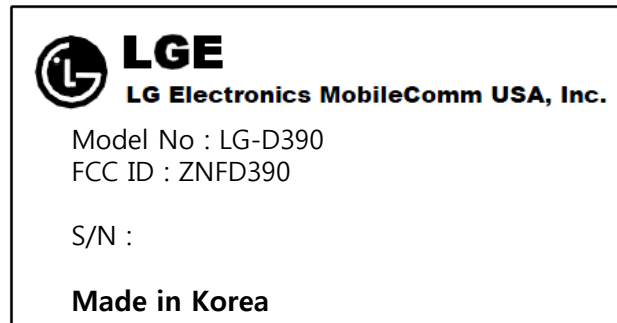 LGE
LG Electronics MobileComm USA, Inc.
Model No : LG-D390
FCC ID : ZNFD390
S/N :
Made in Korea